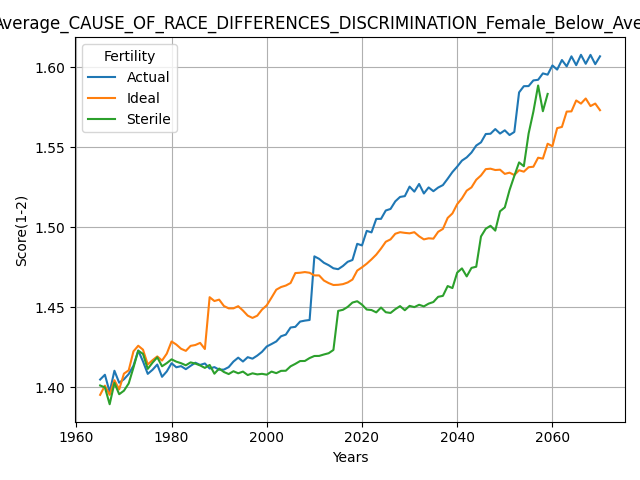 Average_CAUSE_OF_RACE_DIFFERENCES_DISCRIMINATION_Female_Below_Ave
Fertility
Actual
Ideal
Sterile
Score(1-2)
1.60
1.55
1.50
1.45
1.40
1960 1980 2000 2020 2040 2060
Years